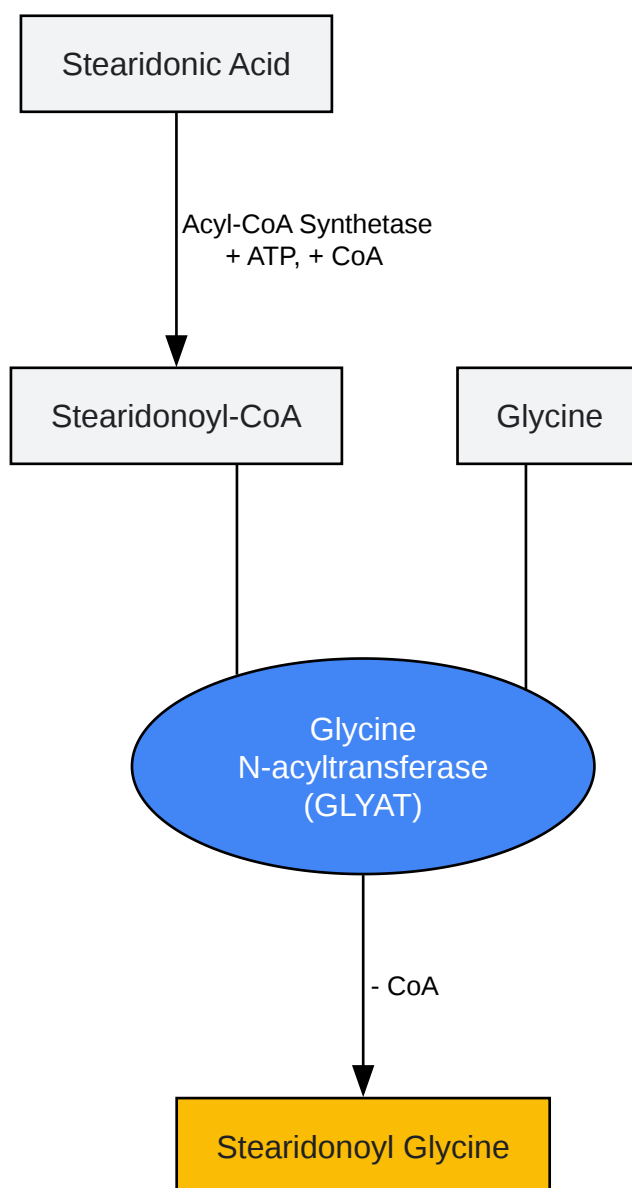 Stearidonic Acid
Acyl-CoA Synthetase
+ ATP, + CoA
Stearidonoyl-CoA
Glycine
Glycine
N-acyltransferase
(GLYAT)
- CoA
Stearidonoyl Glycine